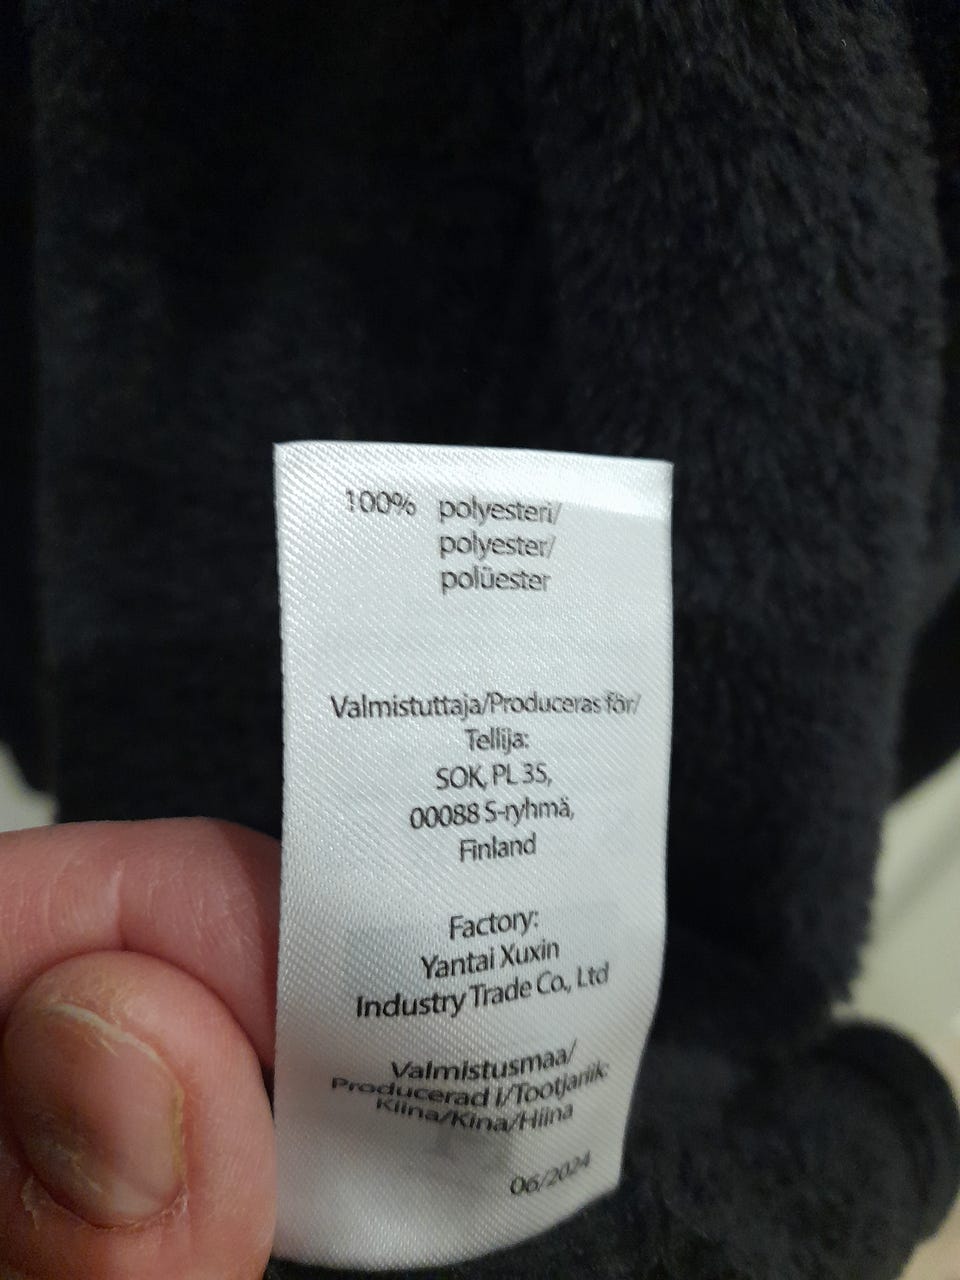 100% polyesteri/
polyester/
polüester
Valmistuttaja/Produceras för/
Tellija:
SOK, PL 35,
00088 S-ryhmä,
Finland
Factory:
Yantai Xuxin
Industry Trade Co., Ltd
Valmistusmaa/
Producerad i/Tootjariik:
Kiina/Kina/Hiina
06/2024